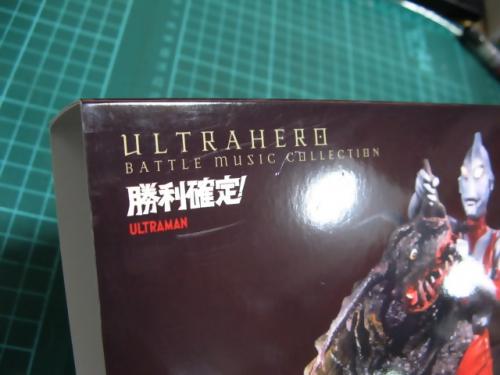 ULTRAHERO
BATTLE MUSIC COLLECTION
勝利確定!
ULTRAMAN